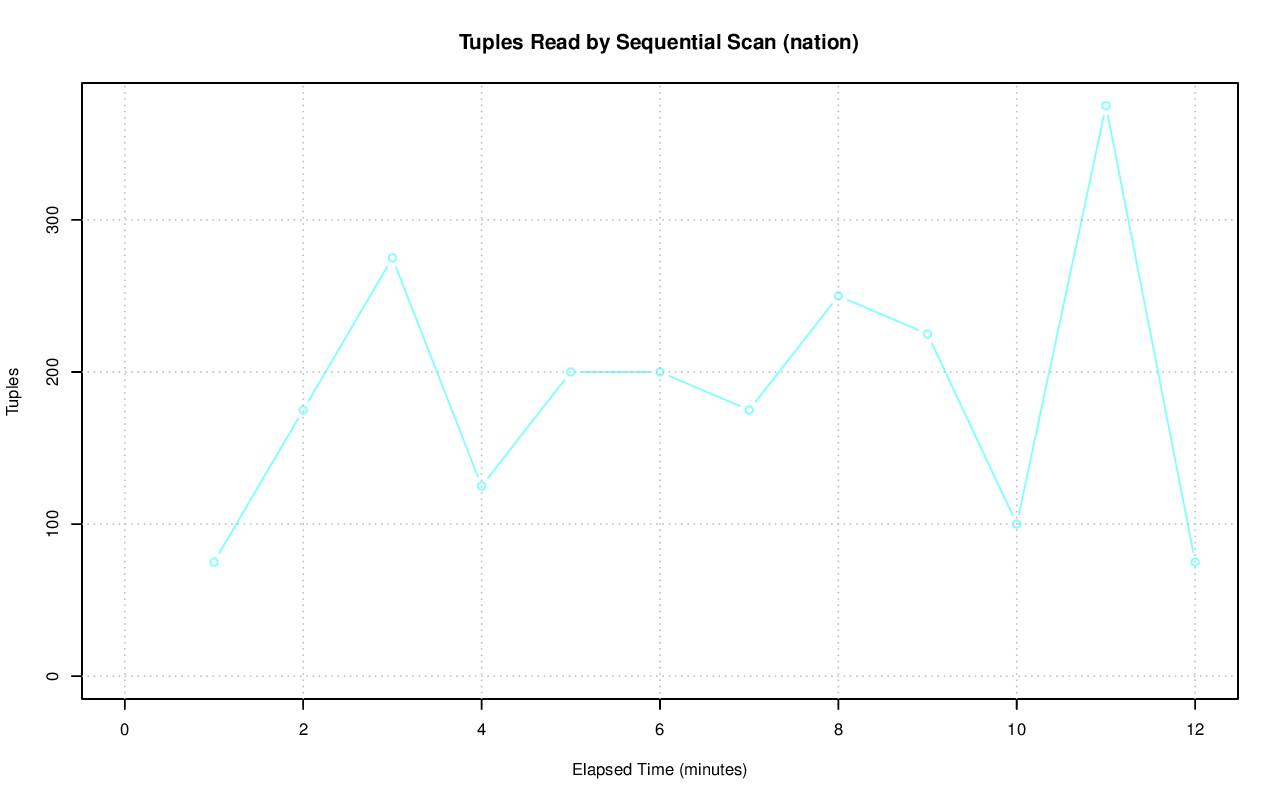 Tuples Read by Sequential Scan (nation)
Tuples
300
200
100
0
0 2 4 6 8 10 12
Elapsed Time (minutes)